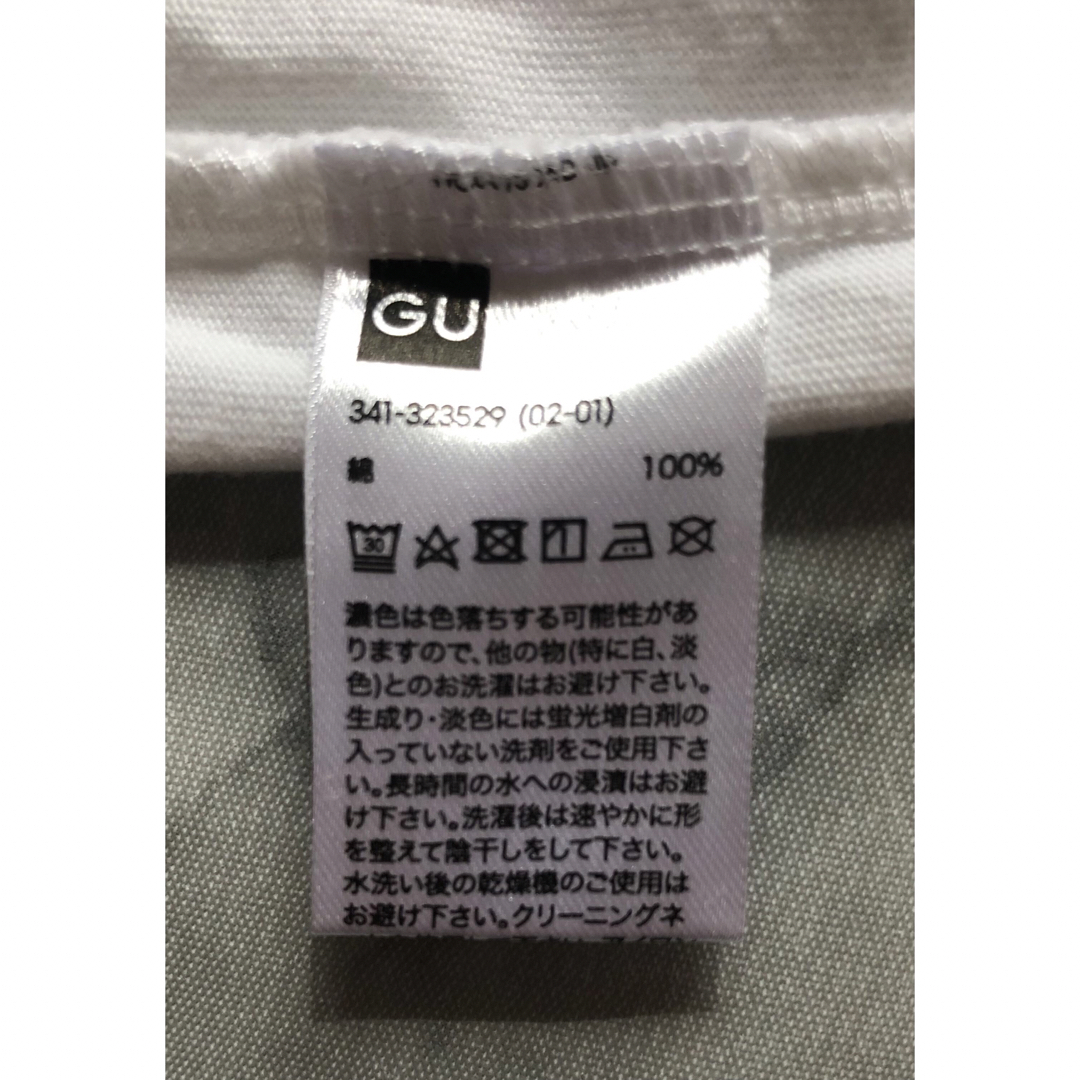 GU
341-323529 (02-01)
綿 100%
30
濃色は色落ちする可能性があ
りますので、他の物(特に白、淡
色)とのお洗濯はお避け下さい。
生成り・淡色には蛍光増白剤の
入っていない洗剤をご使用下さ
い。長時間の水への浸漬はお避
け下さい。洗濯後は速やかに形
を整えて陰干しをして下さい。
水洗い後の乾燥機のご使用は
お避け下さい。クリーニングネ